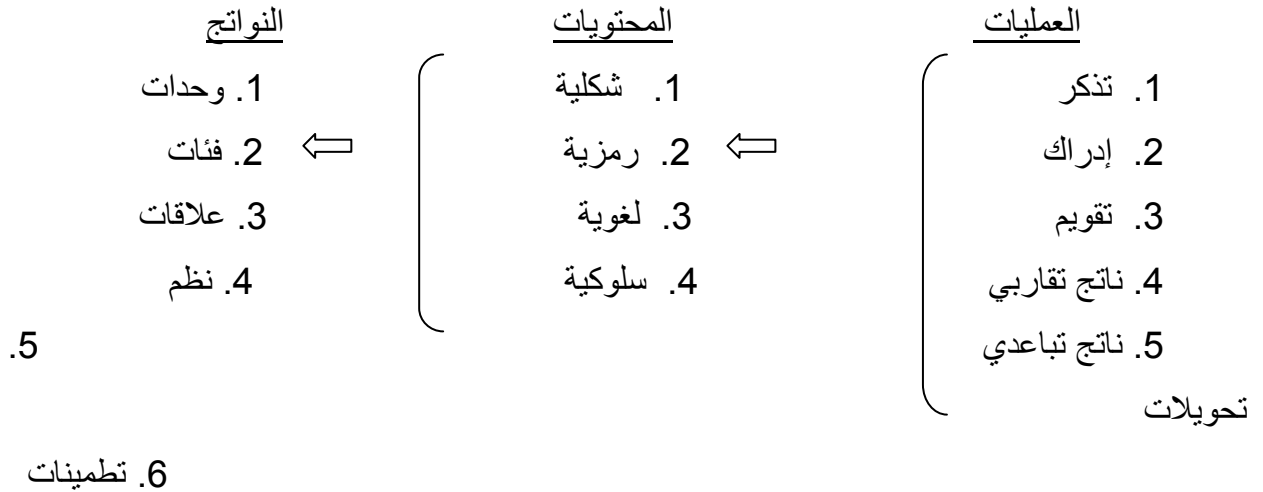 العمليات المحتويات النواتج
1. تذكر 1. شكلية 1. وحدات
2. إدراك 2. رمزية 2. فئات
3. تقويم 3. لغوية 3. علاقات
4. ناتج تقاربي 4. سلوكية 4. نظم
5. ناتج تباعدي 5.
تحويلات
6. تطمينات